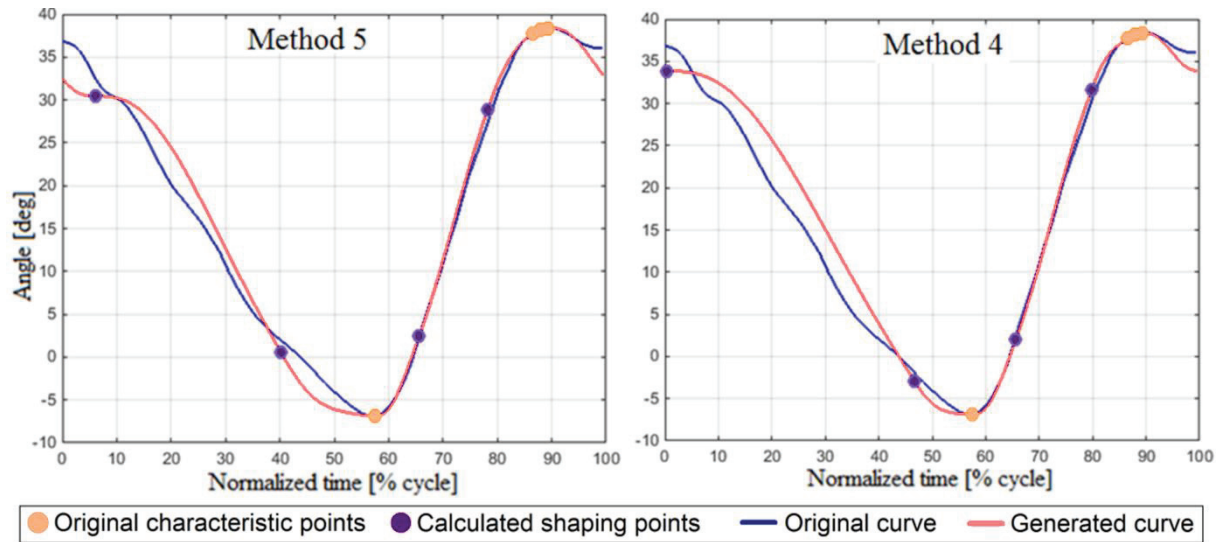 Method 5
Angle [deg]
40
35
30
25
20
15
10
5
0
-5
-10
0 10 20 30 40 50 60 70 80 90 100
Normalized time [% cycle]
Method 4
40
35
30
25
20
15
10
5
0
-5
-10
0 10 20 30 40 50 60 70 80 90 100
Normalized time [% cycle]
Original characteristic points Calculated shaping points Original curve Generated curve